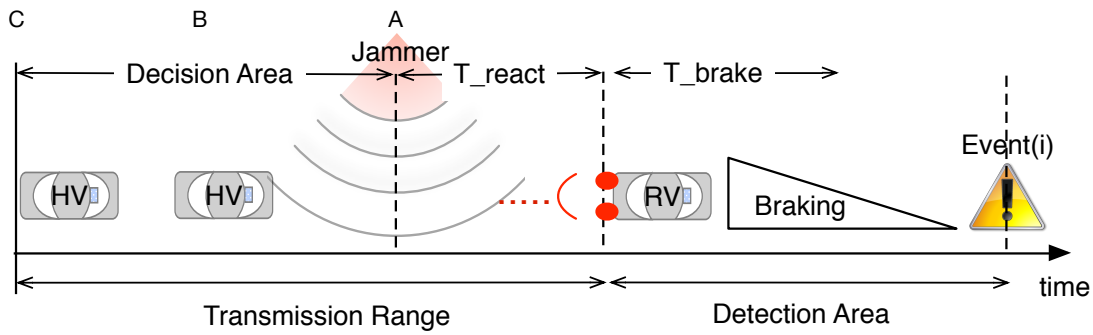 C B A
Jammer
Decision Area T_react T_brake
Event(i)
HV HV RV
Braking
time
Transmission Range Detection Area